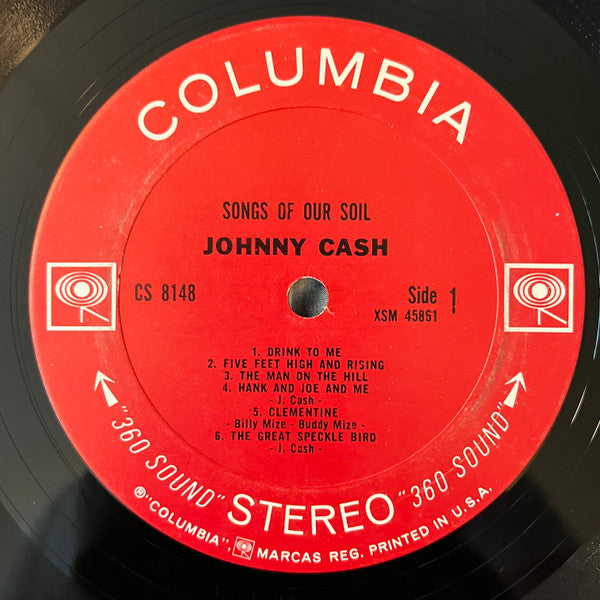 COLUMBIA
SONGS OF OUR SOIL
JOHNNY CASH
CS 8148
Side 1
XSM 45861
1. DRINK TO ME
2. FIVE FEET HIGH AND RISING
3. THE MAN ON THE HILL
4. HANK AND JOE AND ME
- J. Cash -
5. CLEMENTINE
- Billy Mize - Buddy Mize -
6. THE GREAT SPECKLE BIRD
- J. Cash -
"360 SOUND" STEREO "360 SOUND"
®"COLUMBIA", MARCAS REG. PRINTED IN U.S.A.